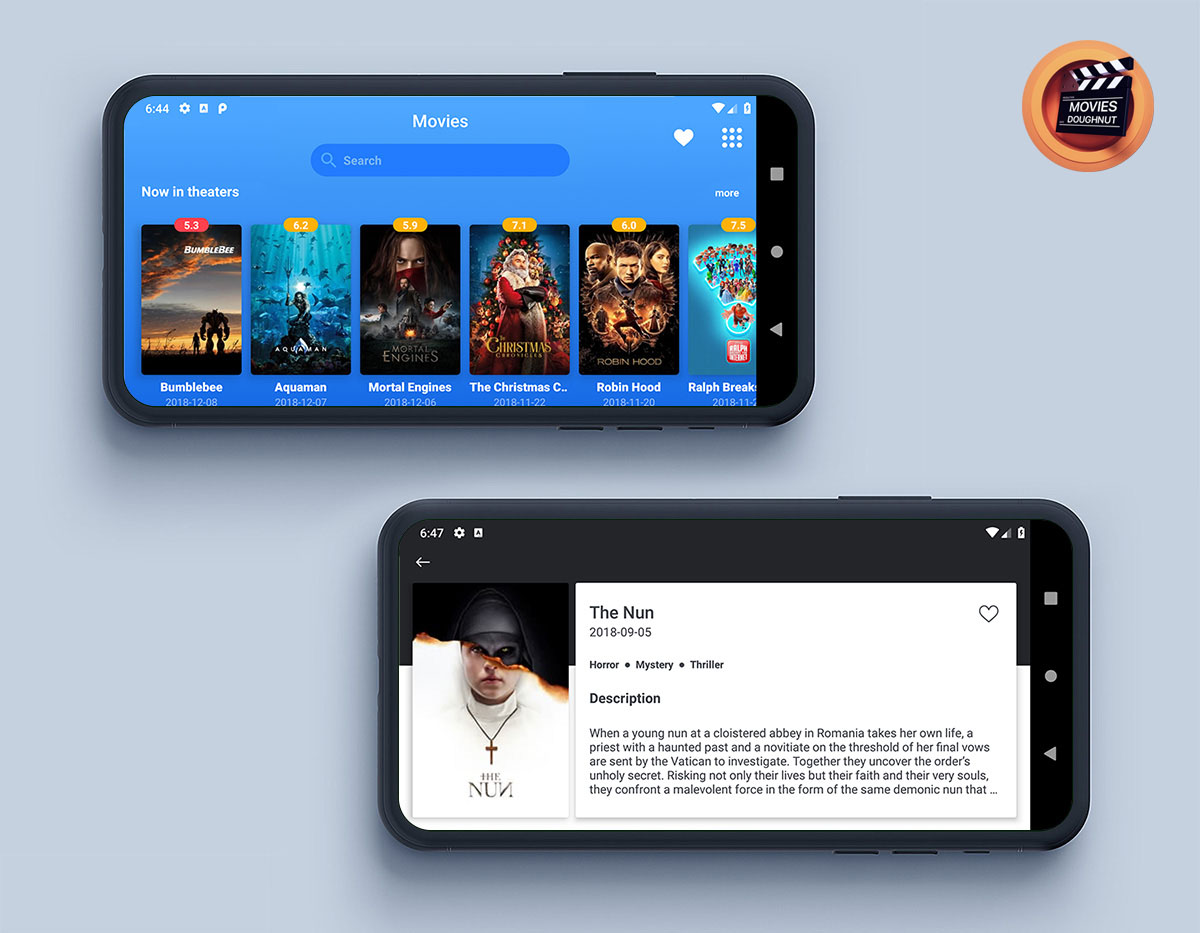 6:44
Movies
MOVIES
DOUGHNUT
Search
Now in theaters
more
5.3
6.2
5.9
7.1
6.0
7.5
BUMBLEBEE
AQUAMAN
MORTAL
ENGINES
THE
CHRISTMAS
CHRONICLES
ROBIN HOOD
RALPH
INTERNET
Bumblebee
Aquaman
Mortal Engines
The Christmas C..
Robin Hood
Ralph Breaks
2018-12-08
2018-12-07
2018-12-06
2018-11-22
2018-11-20
2018-11-2
6:47
The Nun
2018-09-05
Horror ● Mystery ● Thriller
Description
When a young nun at a cloistered abbey in Romania takes her own life, a
priest with a haunted past and a novitiate on the threshold of her final vows
are sent by the Vatican to investigate. Together they uncover the order's
unholy secret. Risking not only their lives but their faith and their very souls,
they confront a malevolent force in the form of the same demonic nun that ...
THE
NUN